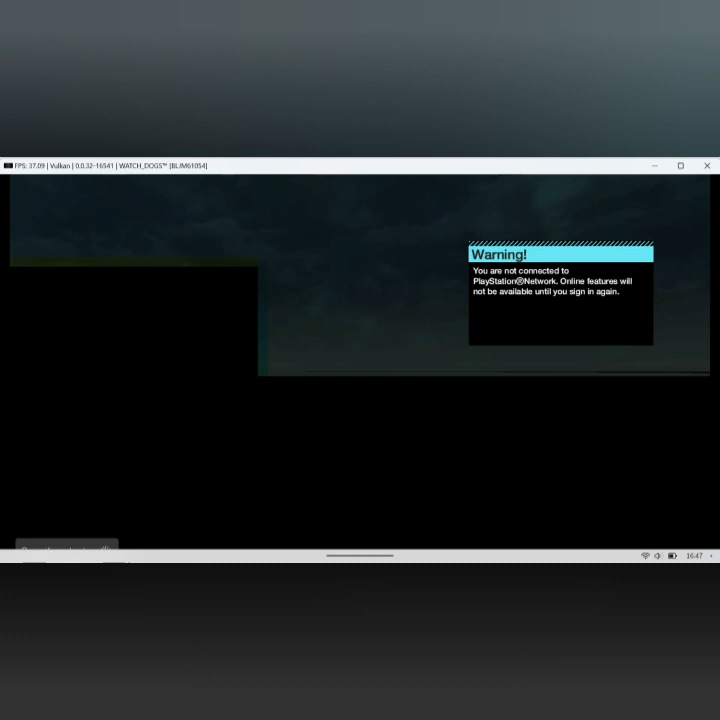 FPS: 37.09 | Vulkan | 0.0.32-16541 | WATCH_DOGS™ [BLJM61054]
Warning!
You are not connected to
PlayStation®Network. Online features will
not be available until you sign in again.
16:47